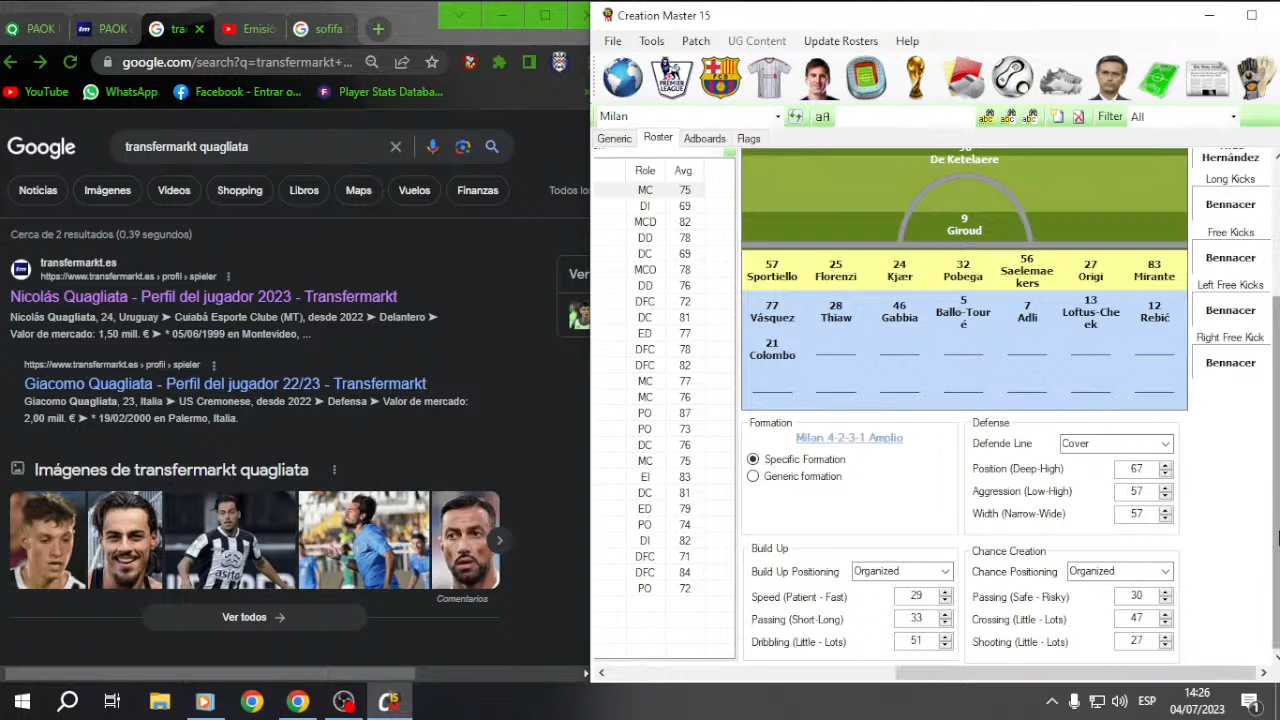 PAOK
PAOK
tra
Emisió
sofifa
google.com/search?q=transfermarkt+...
YouTube
WhatsApp
Facebook - Entrar o...
Player Stats Databa...
Google
transfermarkt quagliata
Noticias
Imágenes
Videos
Shopping
Libros
Maps
Vuelos
Finanzas
Todos lo
Cerca de 2 resultados (0.39 segundos)
transfermarkt.es
https://www.transfermarkt.es › profil › spieler
Nicolás Quagliata - Perfil del jugador 2023 - Transfermarkt
Nicolás Quagliata, 24, Uruguay ➤ Cuiabá Esporte Clube (MT), desde 2022 ➤ Delantero ➤
Valor de mercado: 1,50 mill. € ➤ * 05/06/1999 en Montevideo, ...
Ver
https://www.transfermarkt.es › profil › spieler
Giacomo Quagliata - Perfil del jugador 22/23 - Transfermarkt
Giacomo Quagliata, 23, Italia ➤ US Cremonese, desde 2022 ➤ Defensa ➤ Valor de mercado:
2,00 mill. € ➤ * 19/02/2000 en Palermo, Italia.
Imágenes de transfermarkt quagliata
Comentarios
Ver todos
Creation Master 15
File
Tools
Patch
UG Content
Update Rosters
Help
Milan
aA
Filter
All
Generic
Roster
Adboards
Flags
Role Avg.
MC 75
DI 69
MCD 82
DD 78
DC 69
MCO 78
DD 76
DFC 72
DC 81
ED 77
DFC 78
DFC 82
MC 77
MC 76
PO 87
PO 73
DC 76
MC 75
EI 83
DC 81
ED 79
PO 74
DI 82
DFC 71
DFC 84
PO 72
De Ketelaere
9
Giroud
57 25 24 32 56 27 83
Sportiello Florenzi Kjær Pobega Saelemae kers Origi Mirante
77 28 46 5 7 13 12
Vásquez Thiaw Gabbia Ballo-Tour é Adli Loftus-Che ek Rebić
21
Colombo
Hernández
Long Kicks
Bennacer
Free Kicks
Bennacer
Left Free Kicks
Bennacer
Right Free Kick
Bennacer
Formation
Milan 4-2-3-1 Amplio
Specific Formation
Generic formation
Defense
Defende Line Cover
Position (Deep-High) 67
Aggression (Low-High) 57
Width (Narrow-Wide) 57
Build Up
Build Up Positioning Organized
Speed (Patient - Fast) 29
Passing (Short-Long) 33
Dribbling (Little - Lots) 51
Chance Creation
Chance Positioning Organized
Passing (Safe - Risky) 30
Crossing (Little - Lots) 47
Shooting (Little - Lots) 27
ESP
14:26
04/07/2023